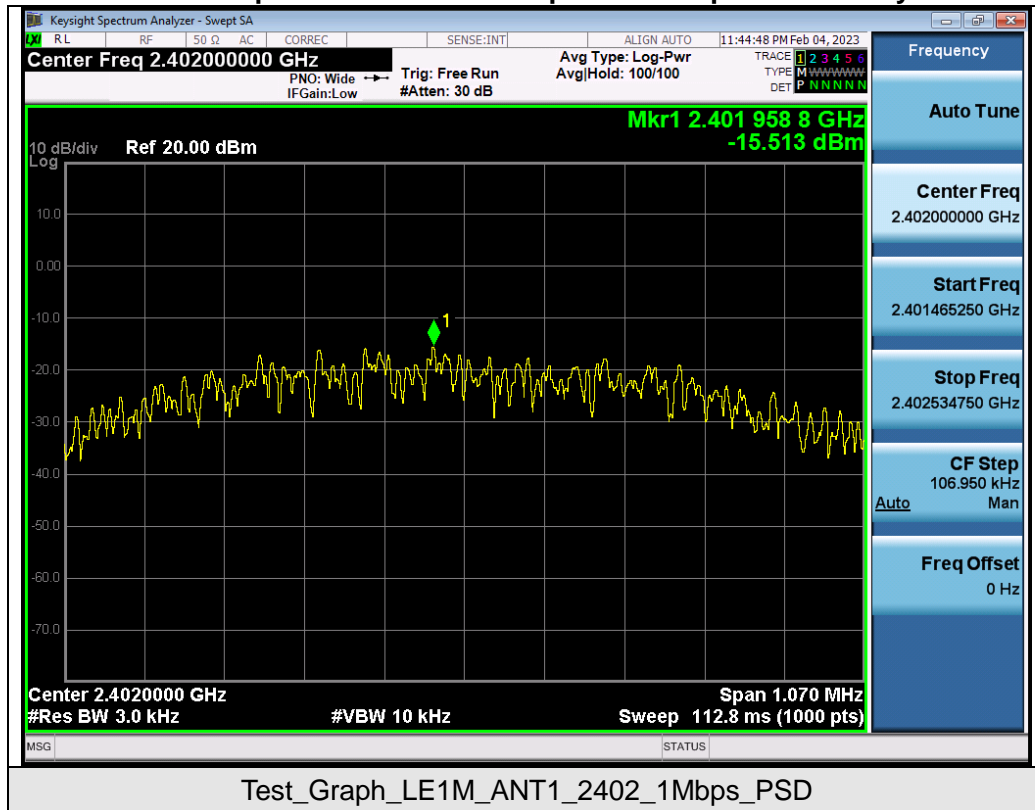 Keysight Spectrum Analyzer - Swept SA
LXI RL RF 50 Ω AC CORREC SENSE:INT ALIGN AUTO 11:44:48 PM Feb 04, 2023
Center Freq 2.402000000 GHz
PNO: Wide
IFGain:Low
Trig: Free Run
#Atten: 30 dB
Avg Type: Log-Pwr
Avg|Hold: 100/100
TRACE 1 2 3 4 5 6
TYPE M W W W W W
DET P N N N N N
Mkr1 2.401 958 8 GHz
-15.513 dBm
10 dB/div Ref 20.00 dBm
Log
10.0
0.00
-10.0
-20.0
-30.0
-40.0
-50.0
-60.0
-70.0
1
Center 2.4020000 GHz
Span 1.070 MHz
#Res BW 3.0 kHz
#VBW 10 kHz
Sweep 112.8 ms (1000 pts)
MSG
STATUS
Frequency
Auto Tune
Center Freq
2.402000000 GHz
Start Freq
2.401465250 GHz
Stop Freq
2.402534750 GHz
CF Step
106.950 kHz
Auto Man
Freq Offset
0 Hz
Test_Graph_LE1M_ANT1_2402_1Mbps_PSD